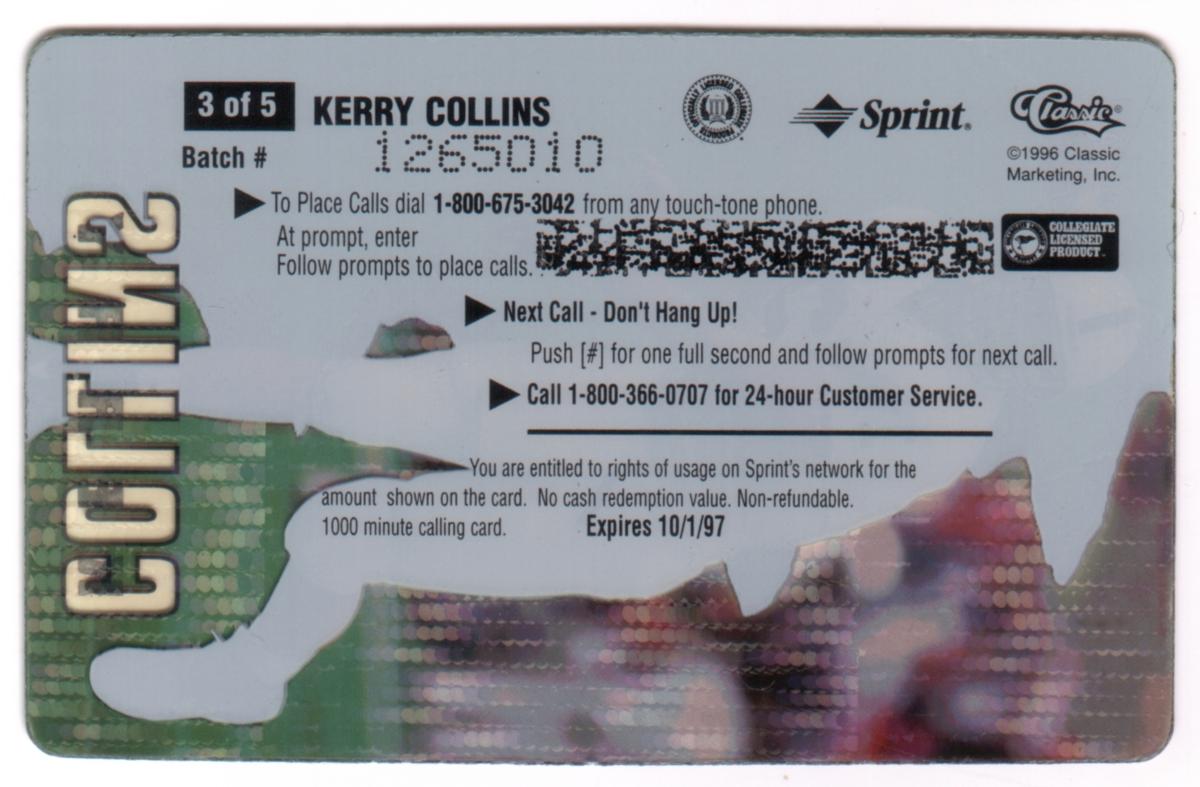 3 of 5 KERRY COLLINS
Batch # 1265010
Sprint®
Classic®
©1996 Classic
Marketing, Inc.
▶ To Place Calls dial 1-800-675-3042 from any touch-tone phone.
At prompt, enter
Follow prompts to place calls.
COLLEGIATE
LICENSED
PRODUCT
▶ Next Call - Don't Hang Up!
Push [#] for one full second and follow prompts for next call.
▶ Call 1-800-366-0707 for 24-hour Customer Service.
You are entitled to rights of usage on Sprint's network for the
amount shown on the card. No cash redemption value. Non-refundable.
1000 minute calling card. Expires 10/1/97
COLLINS